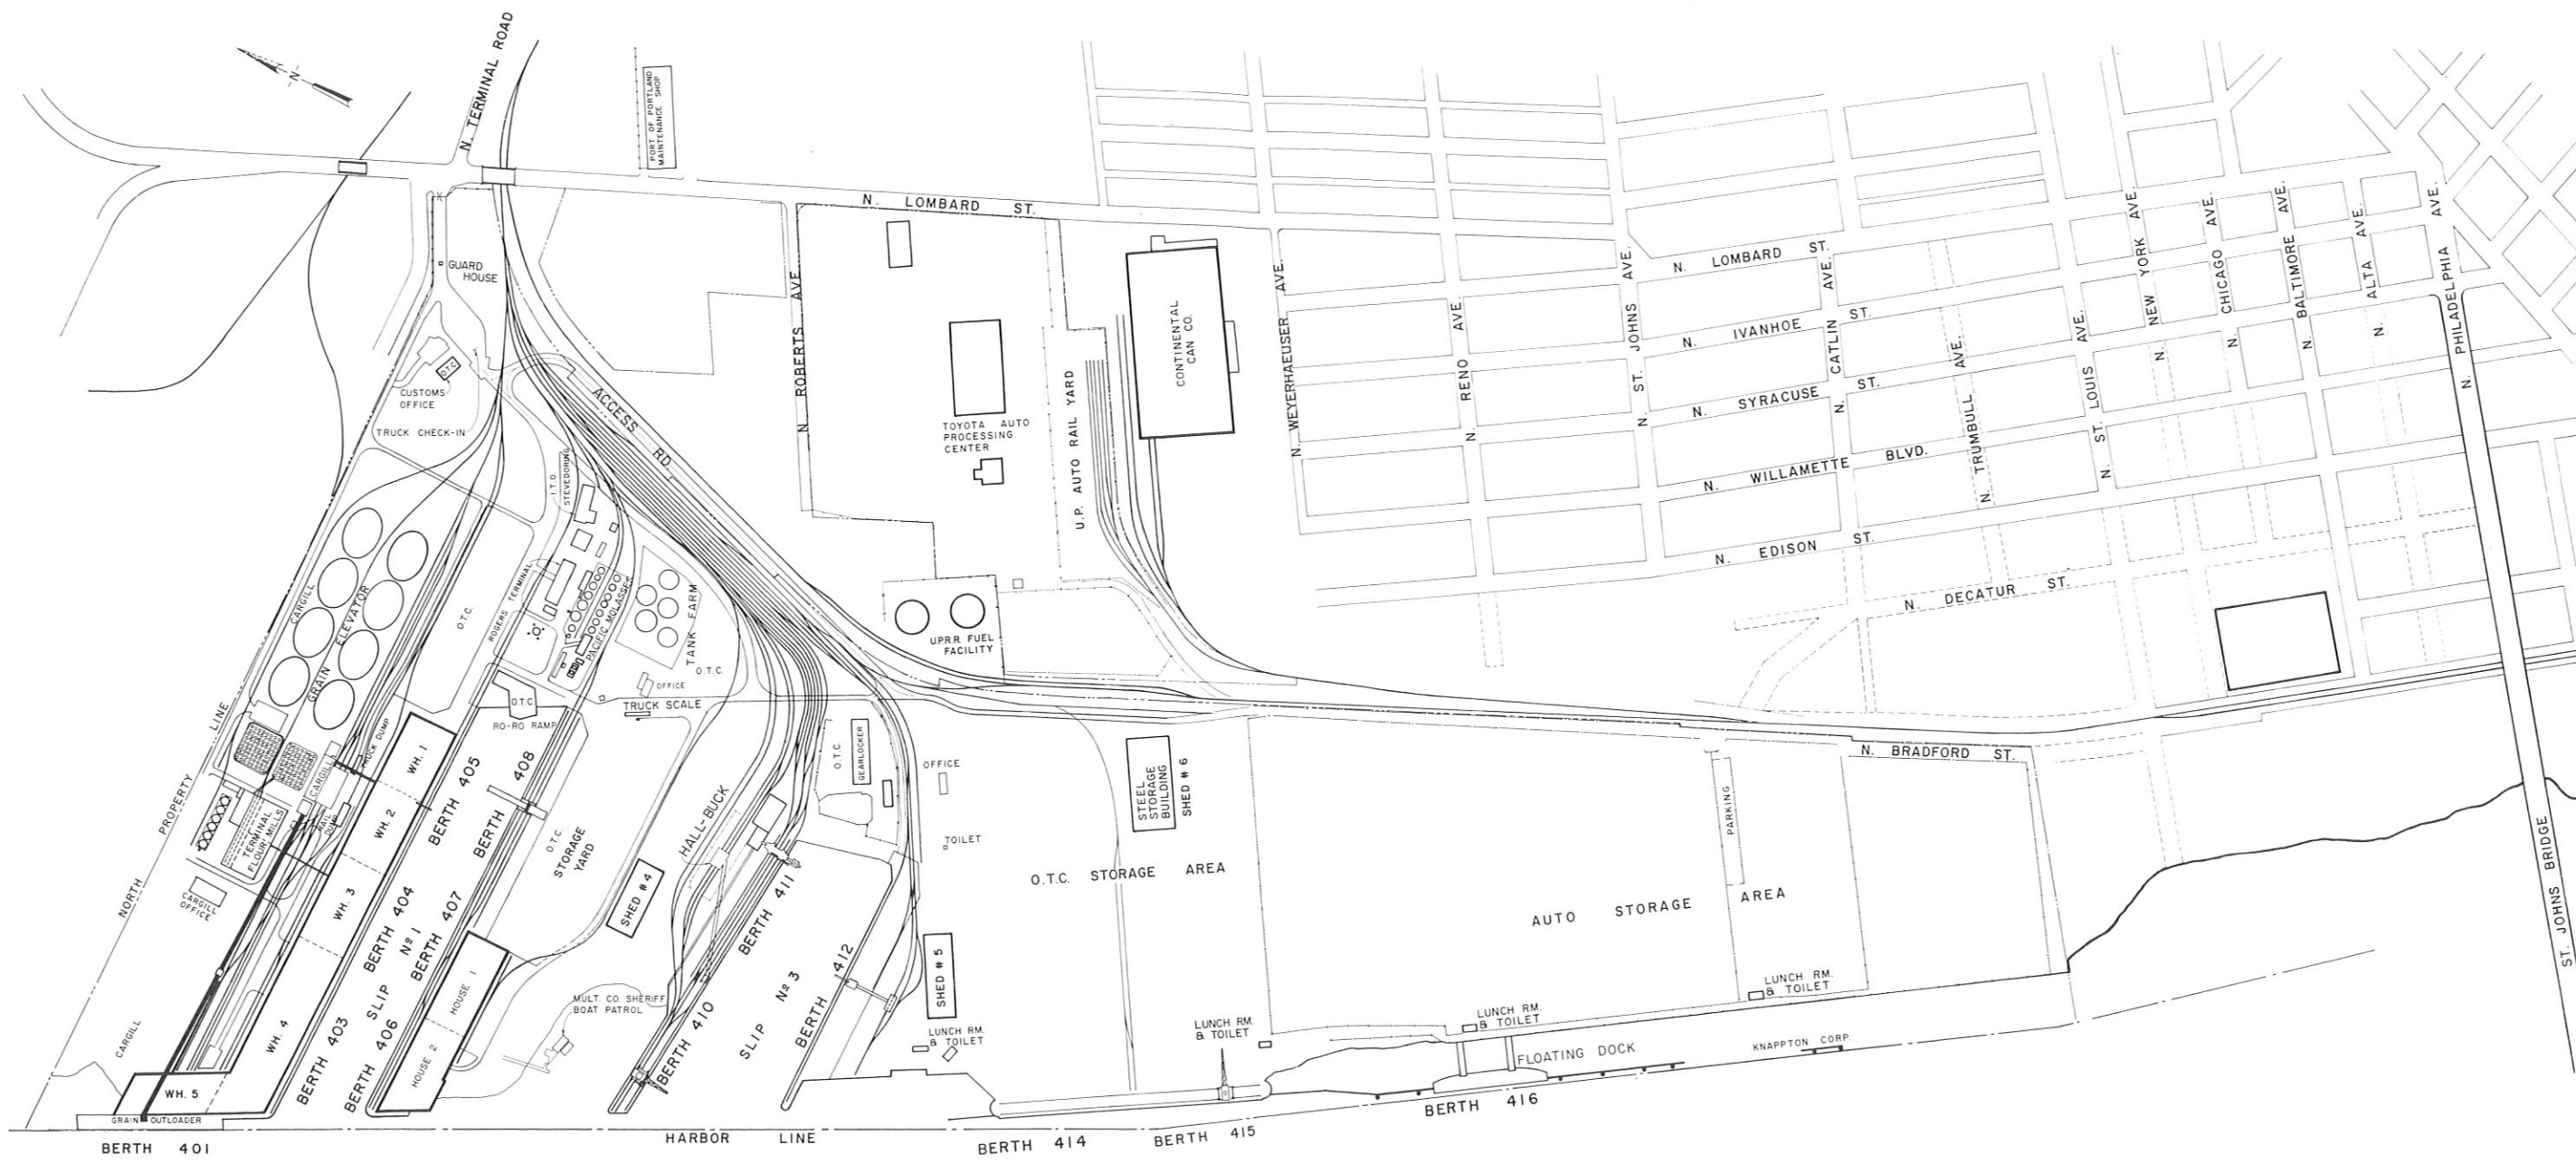 N
N. TERMINAL ROAD
PORT OF PORTLAND
MAINTENANCE SHOP
N. LOMBARD ST.
GUARD
HOUSE
O.T.C.
CUSTOMS
OFFICE
TRUCK CHECK-IN
ACCESS RD
N. ROBERTS AVE.
TOYOTA AUTO
PROCESSING
CENTER
U.P. AUTO RAIL YARD
CONTINENTAL
CAN CO.
N. WEYERHAEUSER AVE.
N. RENO AVE.
N. ST. JOHNS AVE.
N. CATLIN AVE.
N. TRUMBULL AVE.
N. ST. LOUIS AVE.
N. NEW YORK AVE.
N. CHICAGO AVE.
N. BALTIMORE AVE.
N. ALTA AVE.
N. PHILADELPHIA AVE.
N. LOMBARD ST.
N. IVANHOE ST.
N. SYRACUSE ST.
N. WILLAMETTE BLVD.
N. EDISON ST.
N. DECATUR ST.
N. BRADFORD ST.
ST. JOHNS BRIDGE
I.T.O.
STEVEDORING
ROGERS TERMINAL
PACIFIC MOLASSES
TANK FARM
O.T.C.
O.T.C.
OFFICE
TRUCK SCALE
U.P.R.R. FUEL
FACILITY
CARGILL
GRAIN ELEVATOR
NORTH PROPERTY LINE
TRUCK DUMP
CARGILL
RAIL
DUMP
TERMINAL
FLOUR MILLS
CARGILL
OFFICE
CARGILL
WH. 1
WH. 2
WH. 3
WH. 4
WH. 5
GRAIN OUTLOADER
O.T.C.
RO-RO RAMP
BERTH 405
BERTH 408
BERTH 404
BERTH 407
SLIP Nº 1
BERTH 403
BERTH 406
BERTH 401
O.T.C.
STORAGE
YARD
HOUSE 1
HOUSE 2
SHED #4
HALL-BUCK
MULT. CO SHERIFF
BOAT PATROL
BERTH 411
BERTH 410
SLIP Nº 3
BERTH 412
O.T.C.
GEARLOCKER
OFFICE
TOILET
SHED #5
LUNCH RM.
& TOILET
STEEL
STORAGE
BUILDING
SHED #6
O.T.C. STORAGE AREA
LUNCH RM.
& TOILET
PARKING
AUTO STORAGE AREA
LUNCH RM.
& TOILET
LUNCH RM.
& TOILET
FLOATING DOCK
KNAPPTON CORP.
HARBOR LINE
BERTH 414
BERTH 415
BERTH 416